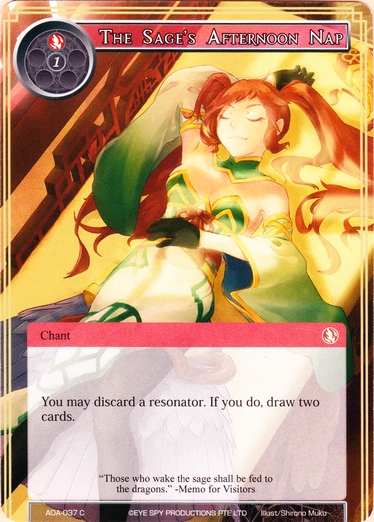 The Sage's Afternoon Nap
1
Chant
You may discard a resonator. If you do, draw two
cards.
"Those who wake the sage shall be fed to
the dragons." -Memo for Visitors
AOA-037 C ©EYE SPY PRODUCTIONS PTE LTD Illust/Shirono Muku